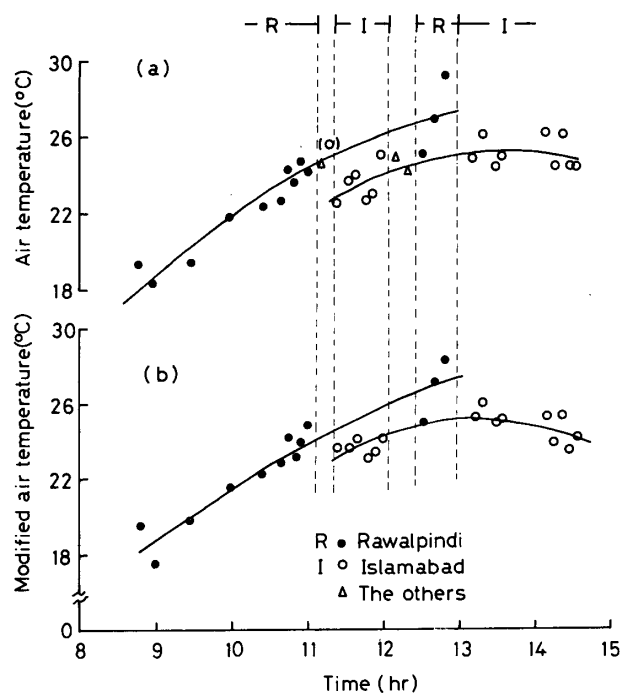 R I R I
(a)
Air temperature(°C)
30
26
22
18
(o)
(b)
Modified air temperature(°C)
30
26
22
18
0
R ● Rawalpindi
I ○ Islamabad
△ The others
8 9 10 11 12 13 14 15
Time (hr)